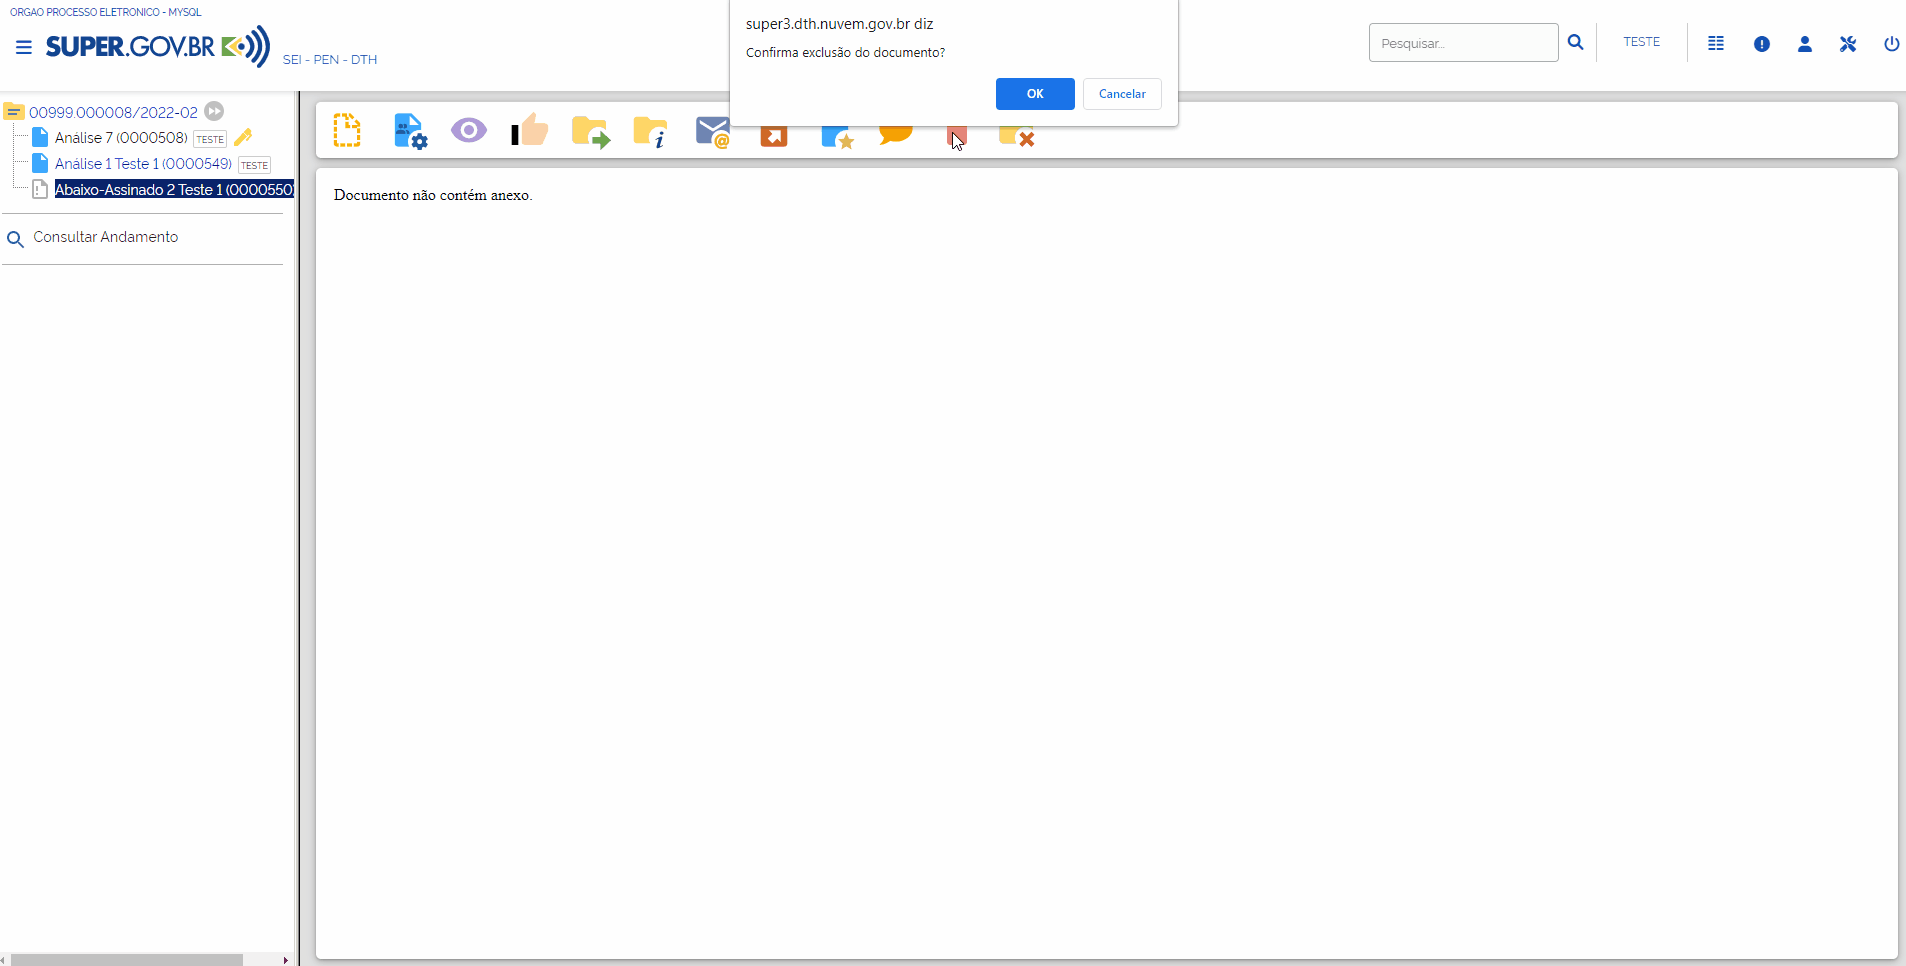 ORGAO PROCESSO ELETRONICO - MYSQL
SUPER.GOV.BR
SEI - PEN - DTH
super3.dth.nuvem.gov.br diz
Confirma exclusão do documento?
OK
Cancelar
Pesquisar...
TESTE
00999.000008/2022-02
Análise 7 (0000508) TESTE
Análise 1 Teste 1 (0000549) TESTE
Abaixo-Assinado 2 Teste 1 (0000550)
Consultar Andamento
Documento não contém anexo.